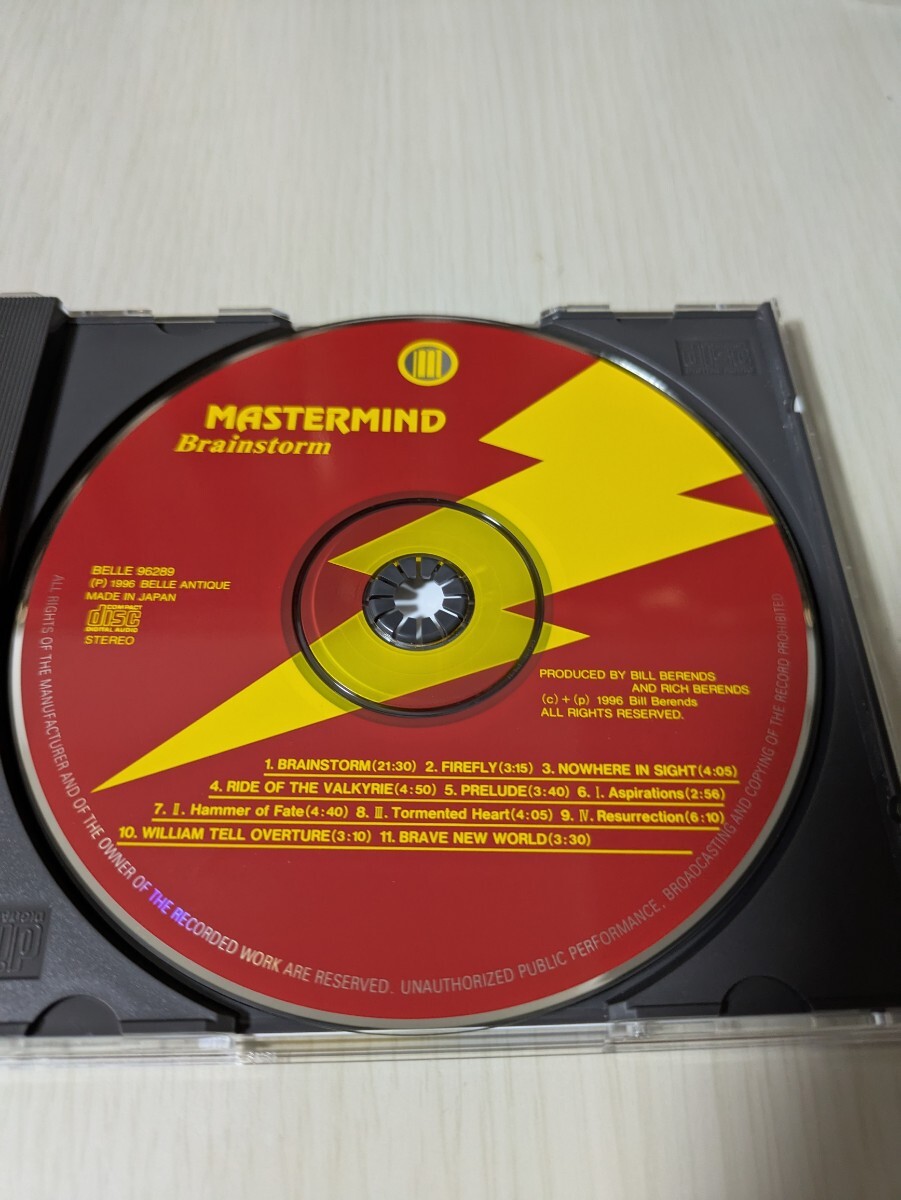 MASTERMIND
Brainstorm
BELLE 96289
(P) 1996 BELLE ANTIQUE
MADE IN JAPAN
COMPACT
disc
DIGITAL AUDIO
STEREO
PRODUCED BY BILL BERENDS
AND RICH BERENDS
(c)+(p) 1996 Bill Berends
ALL RIGHTS RESERVED.
1. BRAINSTORM(21:30) 2. FIREFLY(3:15) 3. NOWHERE IN SIGHT(4:05)
4. RIDE OF THE VALKYRIE(4:50) 5. PRELUDE(3:40) 6. I. Aspirations(2:56)
7. II. Hammer of Fate(4:40) 8. III. Tormented Heart(4:05) 9. IV. Resurrection(6:10)
10. WILLIAM TELL OVERTURE(3:10) 11. BRAVE NEW WORLD(3:30)
ALL RIGHTS OF THE MANUFACTURER AND OF THE OWNER OF THE RECORDED WORK ARE RESERVED. UNAUTHORIZED PUBLIC PERFORMANCE, BROADCASTING AND COPYING OF THE RECORD PROHIBITED